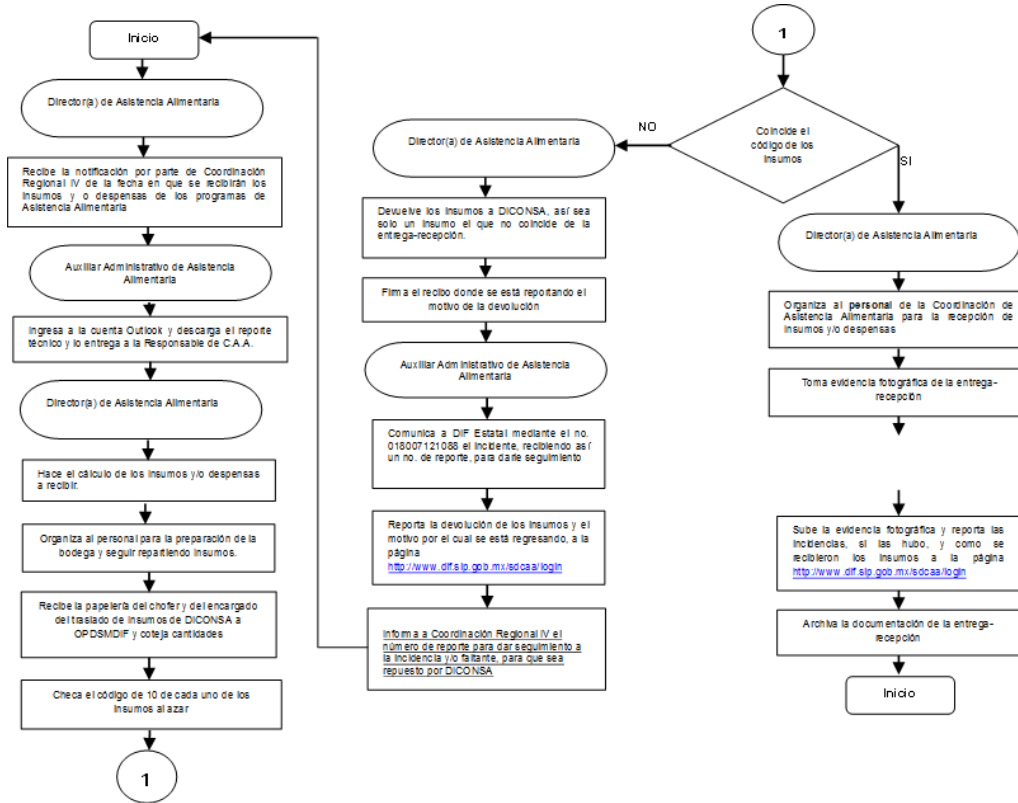 Inicio
Director(a) de Asistencia Alimentaria
Recibe la notificación por parte de Coordinación
Regional IV de la fecha en que se recibirán los
insumos y o despensas de los programas de
Asistencia Alimentaria
Auxiliar Administrativo de Asistencia
Alimentaria
Ingresa a la cuenta Outlook y descarga el reporte
técnico y lo entrega a la Responsable de C.A.A.
Director(a) de Asistencia Alimentaria
Hace el cálculo de los insumos y/o despensas
a recibir.
Organiza al personal para la preparación de la
bodega y seguir repartiendo insumos.
Recibe la papelería del chofer y del encargado
del traslado de insumos de DICONSA a
OPDSMDIF y coteja cantidades
Checa el código de 10 de cada uno de los
insumos al azar
1
1
Coincide el
código de los
insumos
NO
SI
Director(a) de Asistencia Alimentaria
Devuelve los insumos a DICONSA, así sea
solo un insumo el que no coincide de la
entrega-recepción.
Firma el recibo donde se está reportando el
motivo de la devolución
Auxiliar Administrativo de Asistencia
Alimentaria
Comunica a DIF Estatal mediante el no.
018007121088 el incidente, recibiendo así
un no. de reporte, para darle seguimiento
Reporta la devolución de los insumos y el
motivo por el cual se está regresando, a la
página
http://www.dif.slp.gob.mx/sdcaa/login
Informa a Coordinación Regional IV el
número de reporte para dar seguimiento a
la incidencia y/o faltante, para que sea
repuesto por DICONSA
Director(a) de Asistencia Alimentaria
Organiza al personal de la Coordinación de
Asistencia Alimentaria para la recepción de
insumos y/o despensas
Toma evidencia fotográfica de la entrega-
recepción
Sube la evidencia fotográfica y reporta las
incidencias, si las hubo, y como se
recibieron los insumos a la página
http://www.dif.slp.gob.mx/sdcaa/login
Archiva la documentación de la entrega-
recepción
Inicio